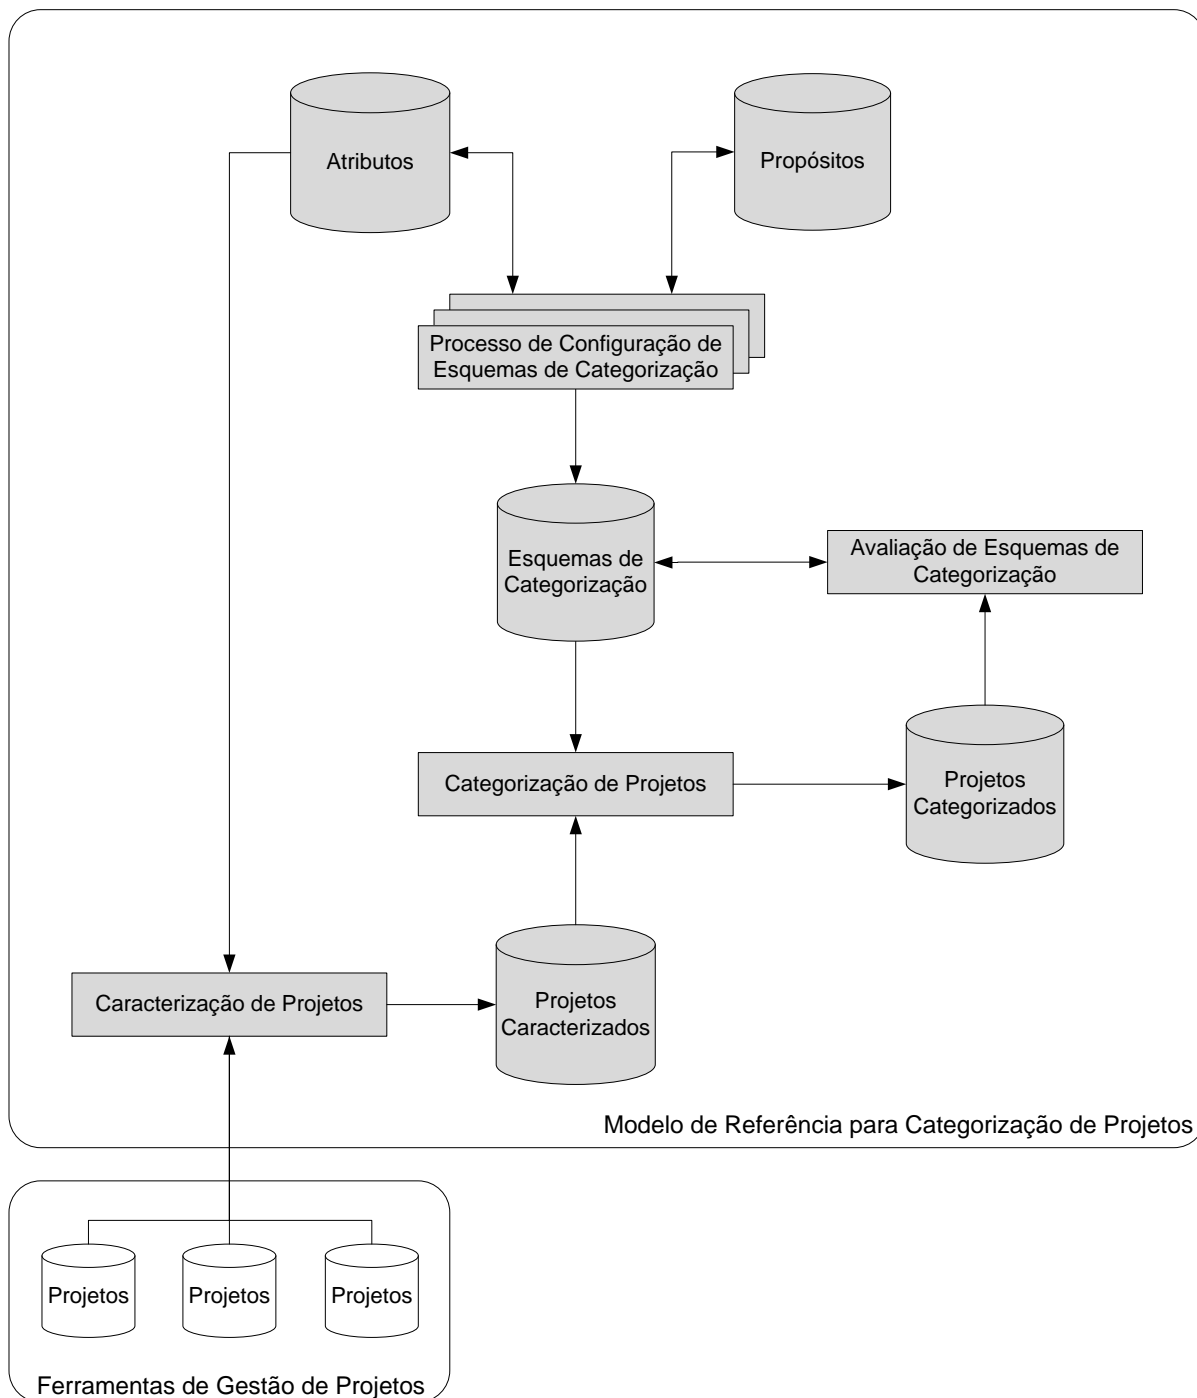 Atributos
Propósitos
Processo de Configuração de
Esquemas de Categorização
Esquemas de
Categorização
Avaliação de Esquemas de
Categorização
Categorização de Projetos
Projetos
Categorizados
Caracterização de Projetos
Projetos
Caracterizados
Modelo de Referência para Categorização de Projetos
Projetos
Projetos
Projetos
Ferramentas de Gestão de Projetos